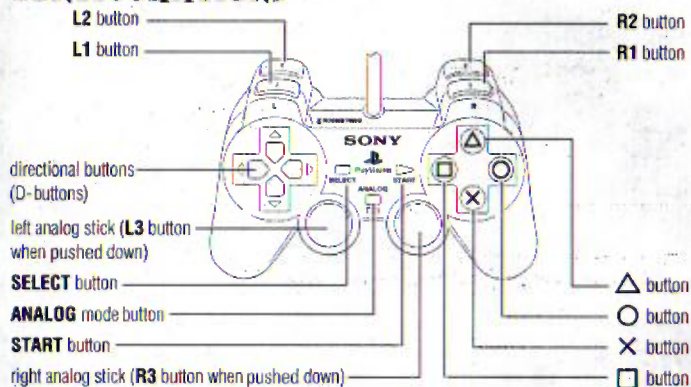 L2 button
R2 button
L1 button
R1 button
SONY
PlayStation
SELECT
START
ANALOG
directional buttons
(D-buttons)
left analog stick (L3 button
when pushed down)
SELECT button
△ button
ANALOG mode button
○ button
START button
✕ button
right analog stick (R3 button when pushed down)
□ button